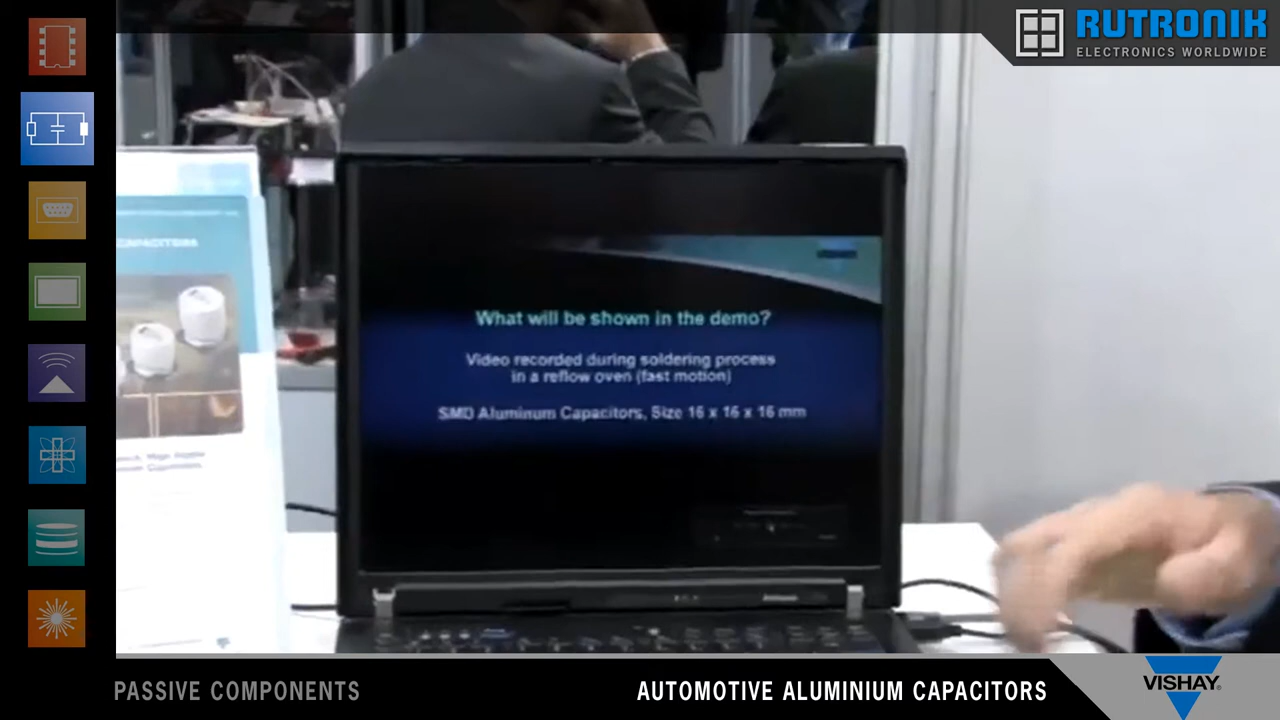 RUTRONIK
ELECTRONICS WORLDWIDE
CAPACITORS
What will be shown in the demo?
Video recorded during soldering process
in a reflow oven (fast motion)
SMD Aluminum Capacitors, Size 16 x 16 x 16 mm
PASSIVE COMPONENTS
AUTOMOTIVE ALUMINIUM CAPACITORS
VISHAY